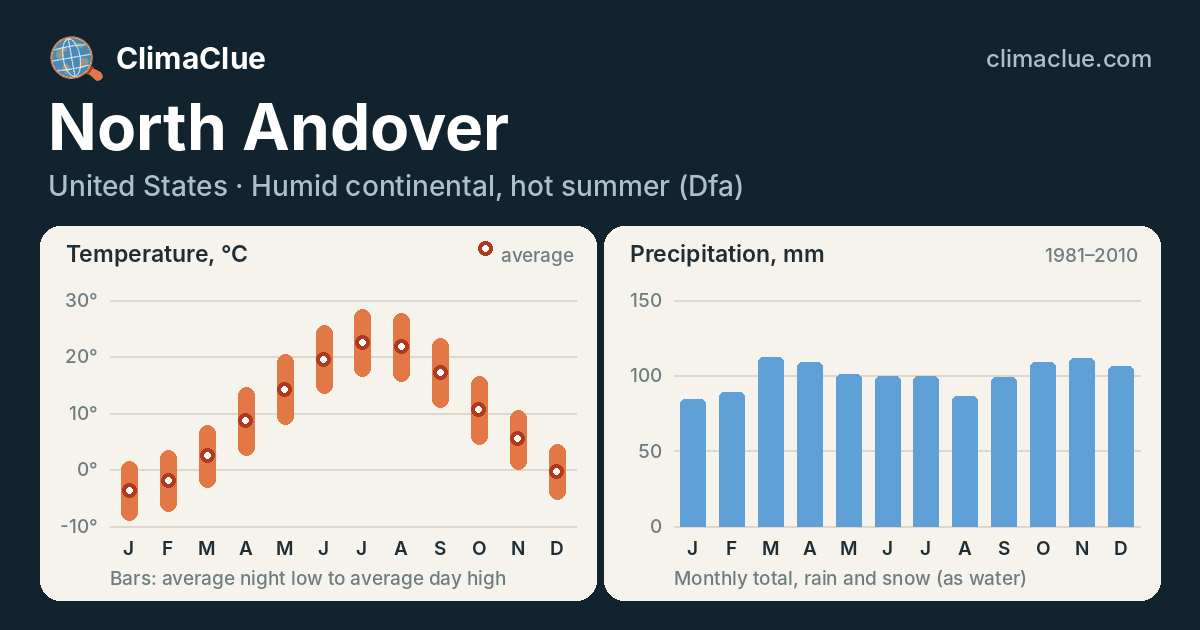 ClimaClue
climaclue.com
North Andover
United States · Humid continental, hot summer (Dfa)
Temperature, °C
average
30°
20°
10°
0°
-10°
J F M A M J J A S O N D
Bars: average night low to average day high
Precipitation, mm
1981–2010
150
100
50
0
J F M A M J J A S O N D
Monthly total, rain and snow (as water)